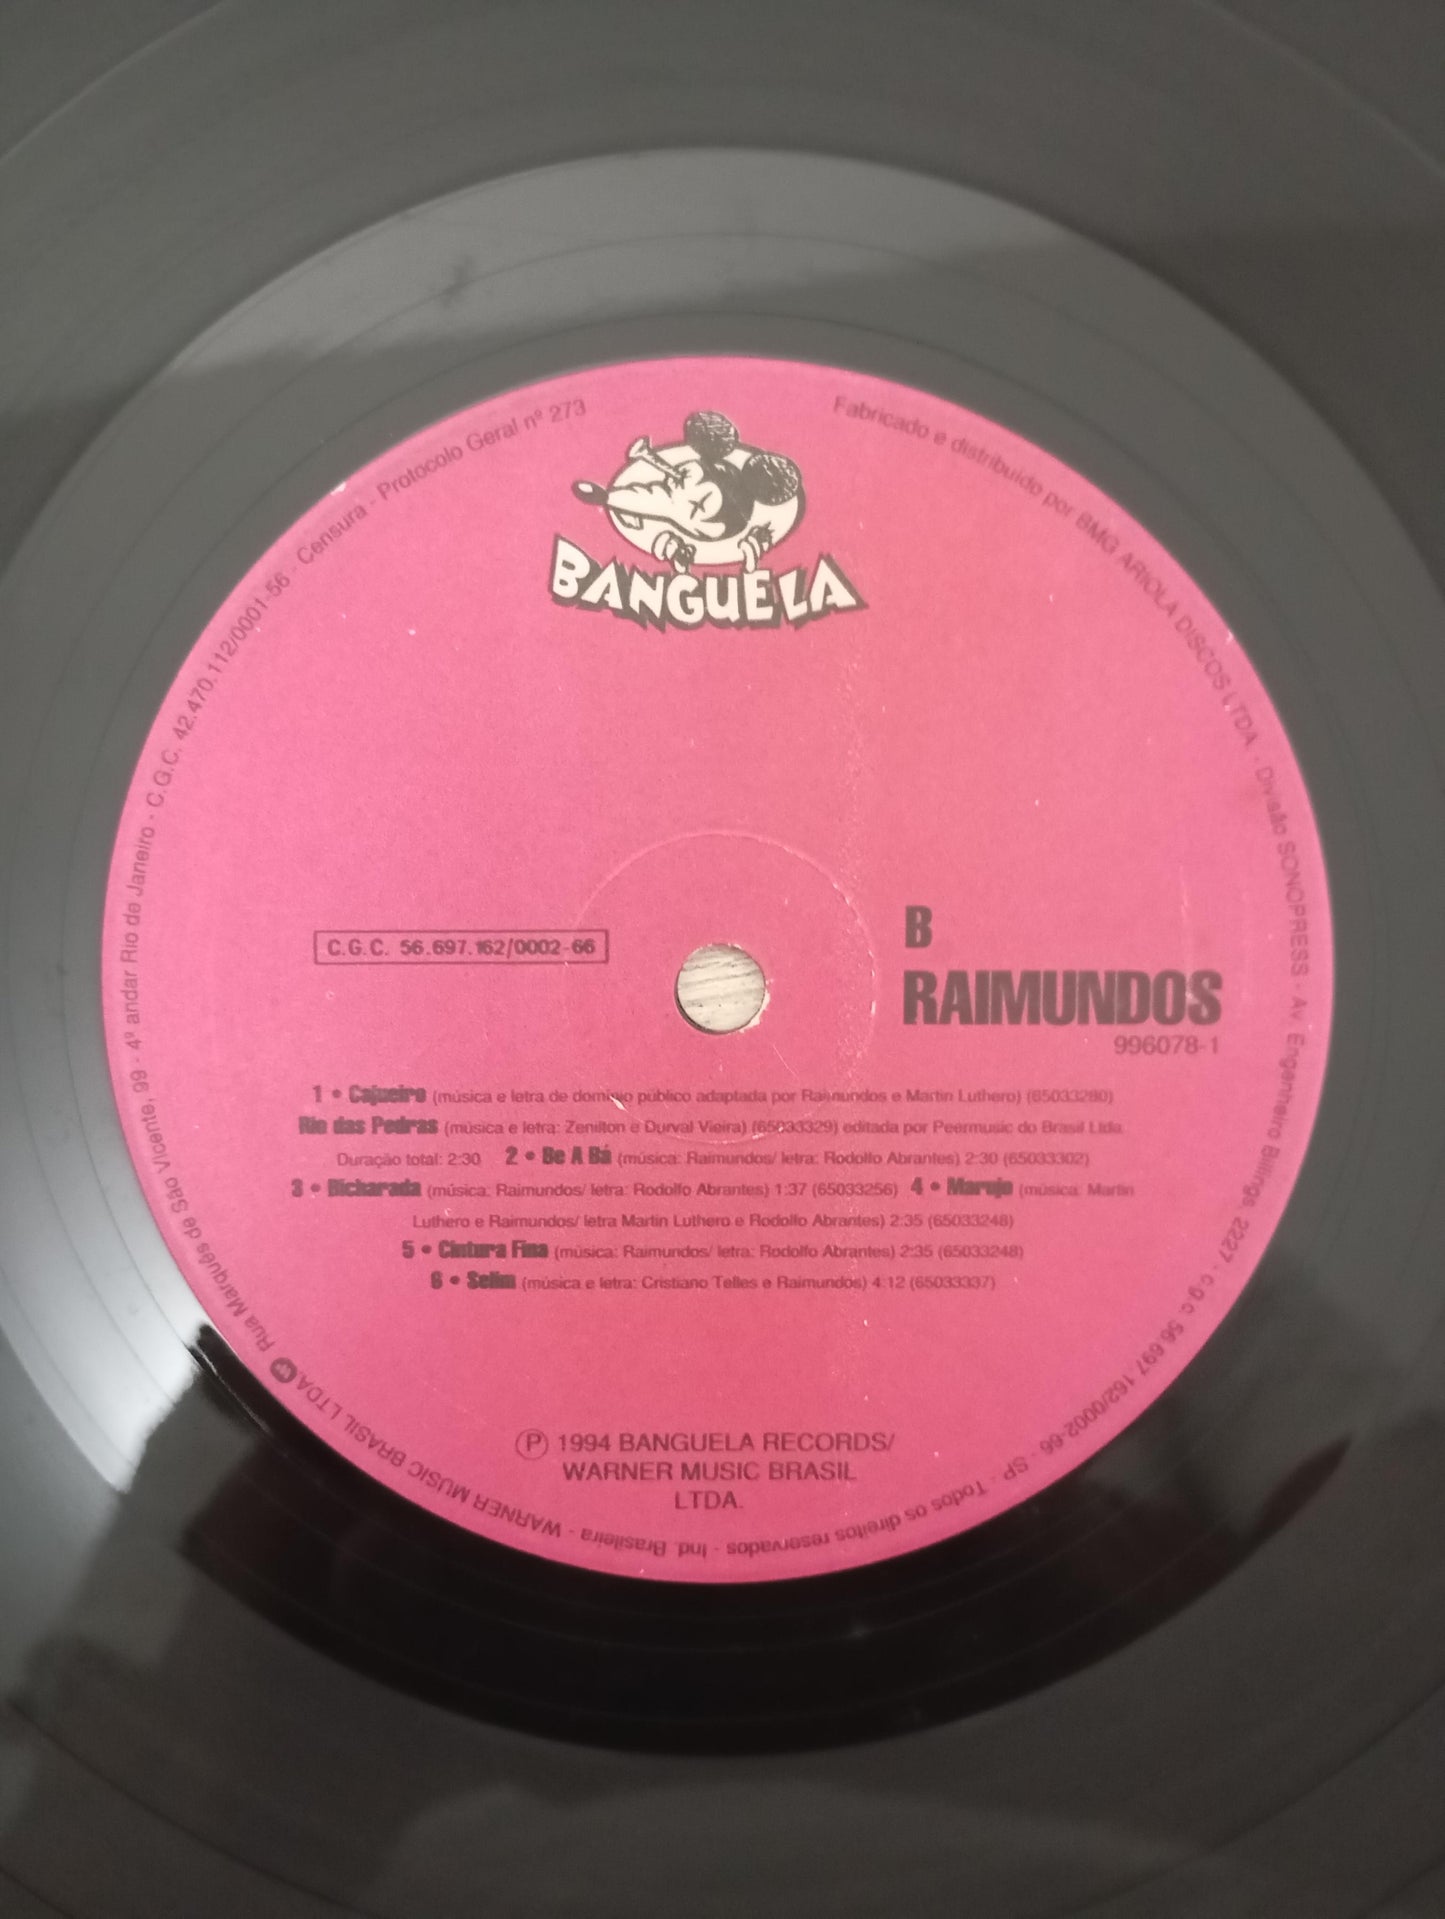 BANGUELA
C.G.C. 56.697.162/0002-66
B
RAIMUNDOS
996078-1
1 • Cajueiro (música e letra de domínio público adaptada por Raimundos e Martin Luthero) (65033280)
Rio das Pedras (música e letra: Zenilton e Durval Vieira) (65033329) editada por Peermusic do Brasil Ltda
Duração total: 2:30 2 • Be A Bá (música: Raimundos/ letra: Rodolfo Abrantes) 2:30 (65033302)
3 • Bicharada (música: Raimundos/ letra: Rodolfo Abrantes) 1:37 (65033256) 4 • Marujo (música: Martin
Luthero e Raimundos/ letra Martin Luthero e Rodolfo Abrantes) 2:35 (65033248)
5 • Cintura Fina (música: Raimundos/ letra: Rodolfo Abrantes) 2:35 (65033248)
6 • Selim (música e letra: Cristiano Telles e Raimundos) 4:12 (65033337)
Ⓟ 1994 BANGUELA RECORDS/
WARNER MUSIC BRASIL
LTDA.
Fabricado e distribuído por BMG ARIOLA DISCOS LTDA. - Divisão SONOPRESS - Av Engenheiro Billings, 2227 - c.g.c. 56.697.162/0002-66 - SP - Todos os direitos reservados - Ind. Brasileira - WARNER MUSIC BRASIL LTDA. Rua Marquês de São Vicente, 99 - 4º andar Rio de Janeiro - C.G.C. 42.470.112/0001-56 - Censura - Protocolo Geral nº 273